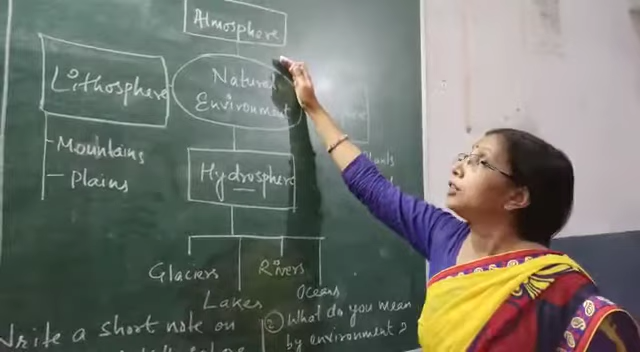 Atmosphere
Lithosphere
Natural
Environment
Mountains
Plains
Hydrosphere
Glaciers
Rivers
Lakes
Oceans
Write a short note on
② What do you mean
by environment?